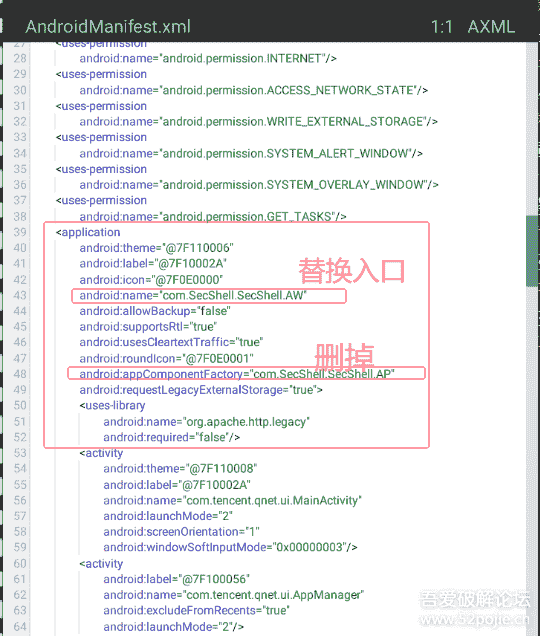 AndroidManifest.xml 1:1 AXML
27 <uses-permission
28 android:name="android.permission.INTERNET"/>
29 <uses-permission
30 android:name="android.permission.ACCESS_NETWORK_STATE"/>
31 <uses-permission
32 android:name="android.permission.WRITE_EXTERNAL_STORAGE"/>
33 <uses-permission
34 android:name="android.permission.SYSTEM_ALERT_WINDOW"/>
35 <uses-permission
36 android:name="android.permission.SYSTEM_OVERLAY_WINDOW"/>
37 <uses-permission
38 android:name="android.permission.GET_TASKS"/>
39 <application
40 android:theme="@7F110006"
41 android:label="@7F10002A"
42 android:icon="@7F0E0000"
替换入口
43 android:name="com.SecShell.SecShell.AW"
44 android:allowBackup="false"
45 android:supportsRtl="true"
46 android:usesCleartextTraffic="true"
47 android:roundIcon="@7F0E0001"
删掉
48 android:appComponentFactory="com.SecShell.SecShell.AP"
49 android:requestLegacyExternalStorage="true">
50 <uses-library
51 android:name="org.apache.http.legacy"
52 android:required="false"/>
53 <activity
54 android:theme="@7F110008"
55 android:label="@7F10002A"
56 android:name="com.tencent.qnet.ui.MainActivity"
57 android:launchMode="2"
58 android:screenOrientation="1"
59 android:windowSoftInputMode="0x00000003"/>
60 <activity
61 android:label="@7F100056"
62 android:name="com.tencent.qnet.ui.AppManager"
63 android:excludeFromRecents="true"
64 android:launchMode="2"/>
吾爱破解论坛
www.52pojie.cn